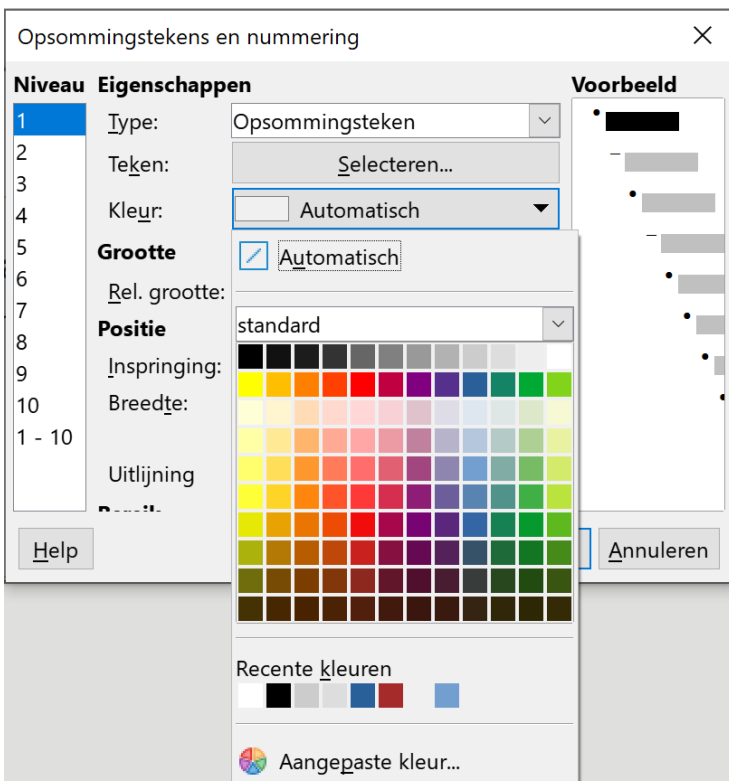 Opsommingstekens en nummering
Niveau Eigenschappen Voorbeeld
1 Type: Opsommingsteken
2 Teken: Selecteren...
3
4 Kleur: Automatisch
5 Grootte Automatisch
6 Rel. grootte:
7 Positie standard
8
9 Inspringing:
10 Breedte:
1 - 10
Uitlijning
Help Annuleren
Recente kleuren
Aangepaste kleur...